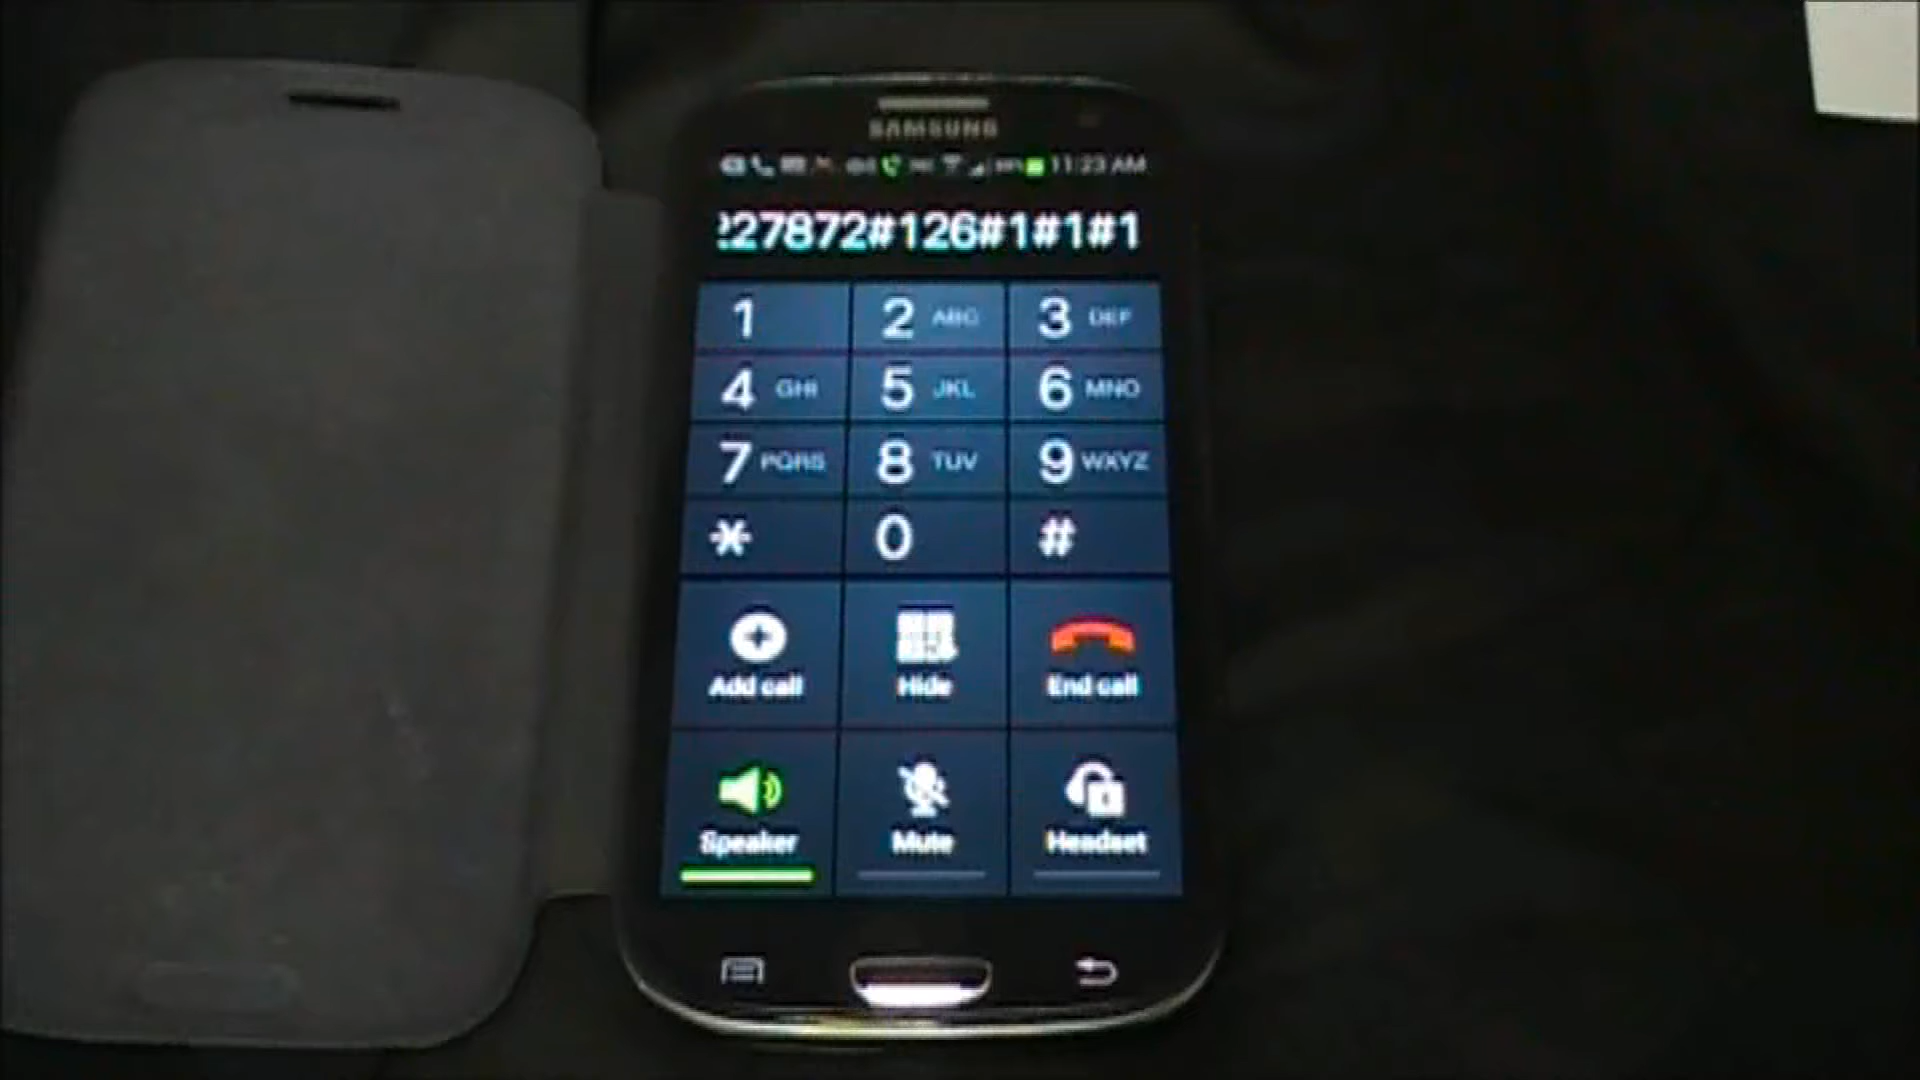 SAMSUNG
11:23 AM
227872#126#1#1#1
1
2 ABC
3 DEF
4 GHI
5 JKL
6 MNO
7 PQRS
8 TUV
9 WXYZ
*
0
#
Add call
Hide
End call
Speaker
Mute
Headset